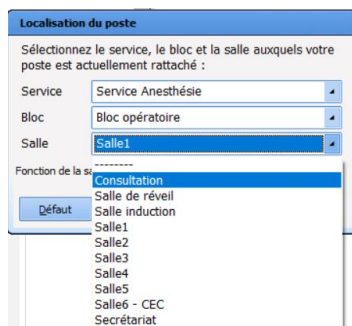 Localisation du poste
Sélectionnez le service, le bloc et la salle auxquels votre
poste est actuellement rattaché :
Service Service Anesthésie
Bloc Bloc opératoire
Salle Salle1
--------
Fonction de la
Consultation
Salle de réveil
Défaut
Salle induction
Salle1
Salle2
Salle3
Salle4
Salle5
Salle6 - CEC
Secrétariat